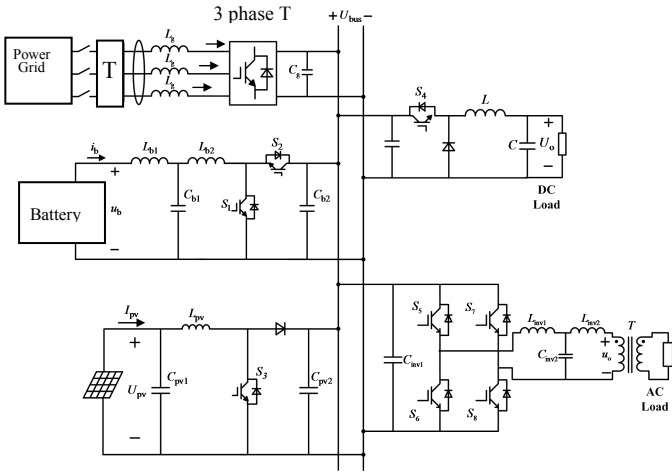 3 phase T
+ U_bus −
Power
Grid
T
L_g
L_g
L_g
C_g
S_4
L
+
C
U_o
−
DC
Load
i_b
L_b1
L_b2
S_2
+
Battery
u_b
C_b1
S_1
C_b2
−
I_pv
L_pv
+
U_pv
C_pv1
S_3
C_pv2
−
S_5
S_7
L_inv1
L_inv2
T
C_inv1
C_inv2
+
u_o
−
S_6
S_8
AC
Load